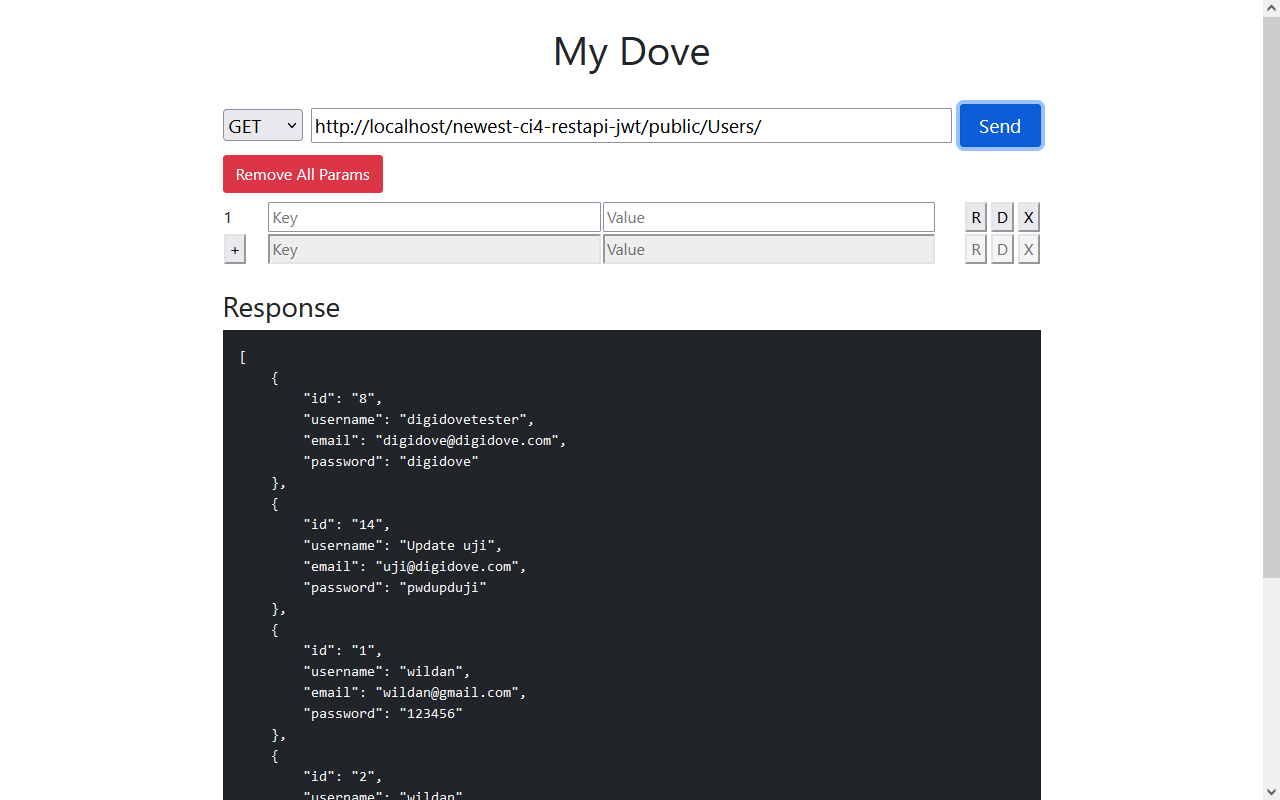 My Dove
GET http://localhost/newest-ci4-restapi-jwt/public/Users/ Send
Remove All Params
1 Key Value R D X
+ Key Value R D X
Response
[
    {
        "id": "8",
        "username": "digidovetester",
        "email": "digidove@digidove.com",
        "password": "digidove"
    },
    {
        "id": "14",
        "username": "Update uji",
        "email": "uji@digidove.com",
        "password": "pwdupduji"
    },
    {
        "id": "1",
        "username": "wildan",
        "email": "wildan@gmail.com",
        "password": "123456"
    },
    {
        "id": "2",
        "username": "wildan"